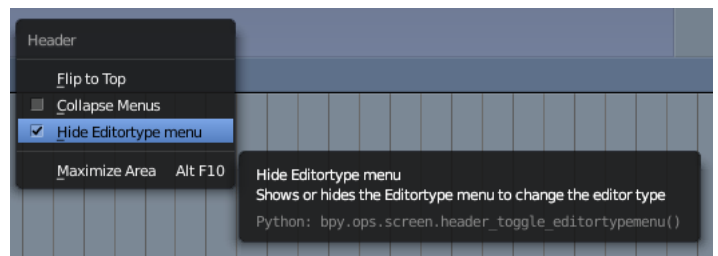 Header
Flip to Top
Collapse Menus
Hide Editortype menu
Maximize Area Alt F10
Hide Editortype menu
Shows or hides the Editortype menu to change the editor type
Python: bpy.ops.screen.header_toggle_editortypemenu()